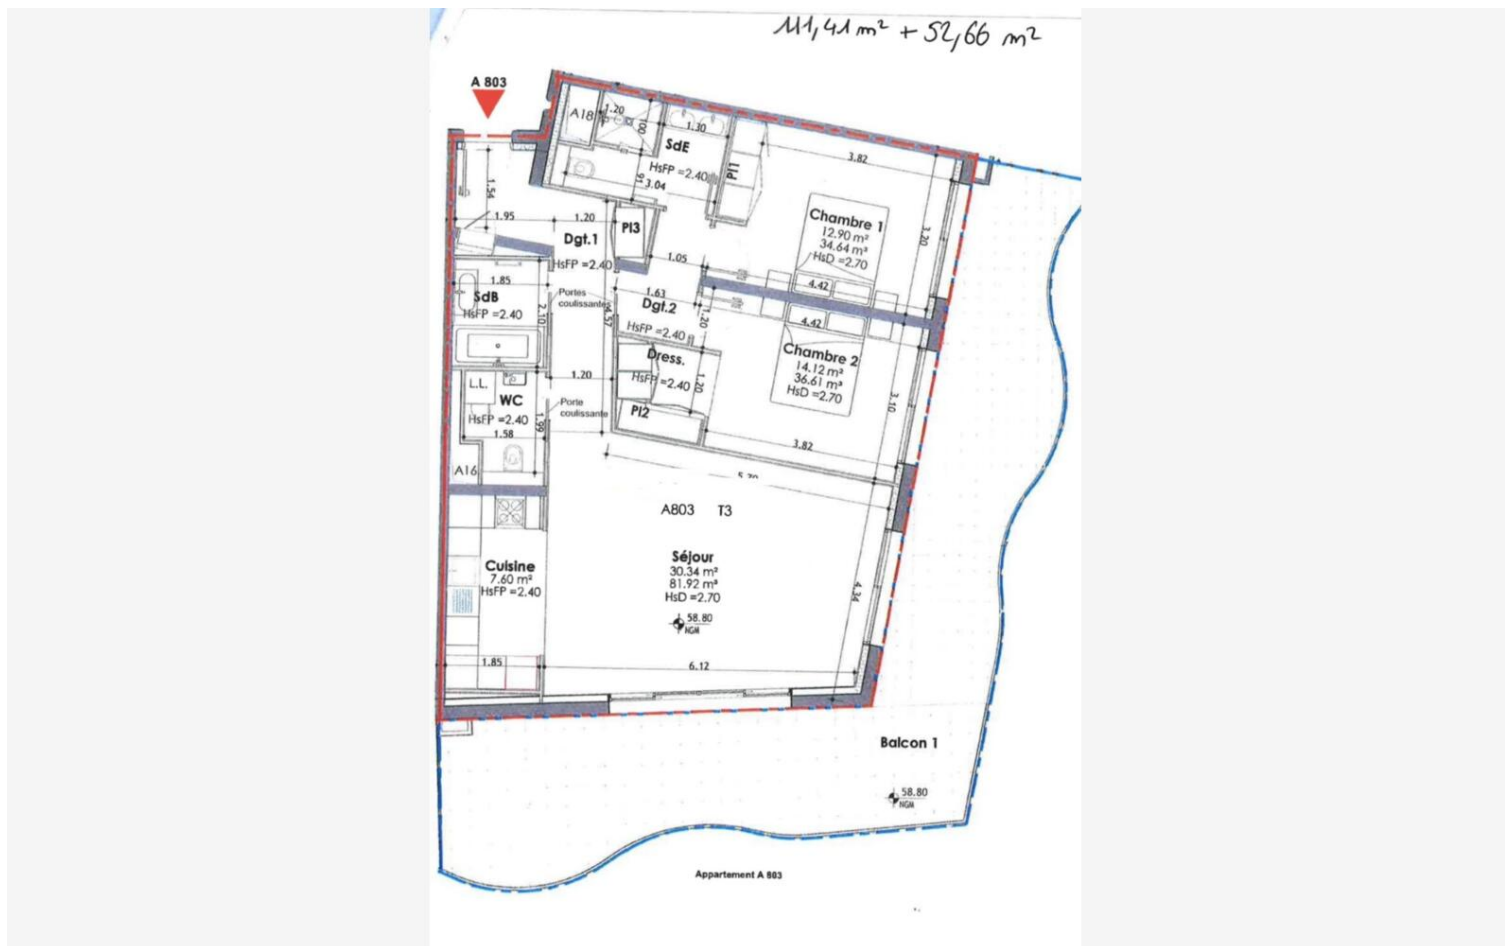 111,41 m² + 52,66 m²
A 803
A18
1.20
100
1.30
SdE
HsFP =2.40
91
3.04
Pl1
3.82
1.54
1.95
1.20
Dgt.1
HsFP =2.40
Pl3
1.05
Chambre 1
12.90 m²
34.64 m³
HsD =2.70
3.20
4.42
1.85
SdB
HsFP =2.40
2.10
Portes
coulissantes
4.57
1.63
Dgt.2
HsFP =2.40
1.20
4.42
Chambre 2
14.12 m²
36.61 m³
HsD =2.70
3.10
3.82
Dress.
HsFP =2.40
1.20
Pl2
L.L.
WC
HsFP =2.40
1.58
1.99
1.20
Porte
coulissante
A16
5.70
A803 T3
Séjour
30.34 m²
81.92 m³
HsD =2.70
58.80
NGM
4.34
Cuisine
7.60 m²
HsFP =2.40
1.85
6.12
Balcon 1
58.80
NGM
Appartement A 803